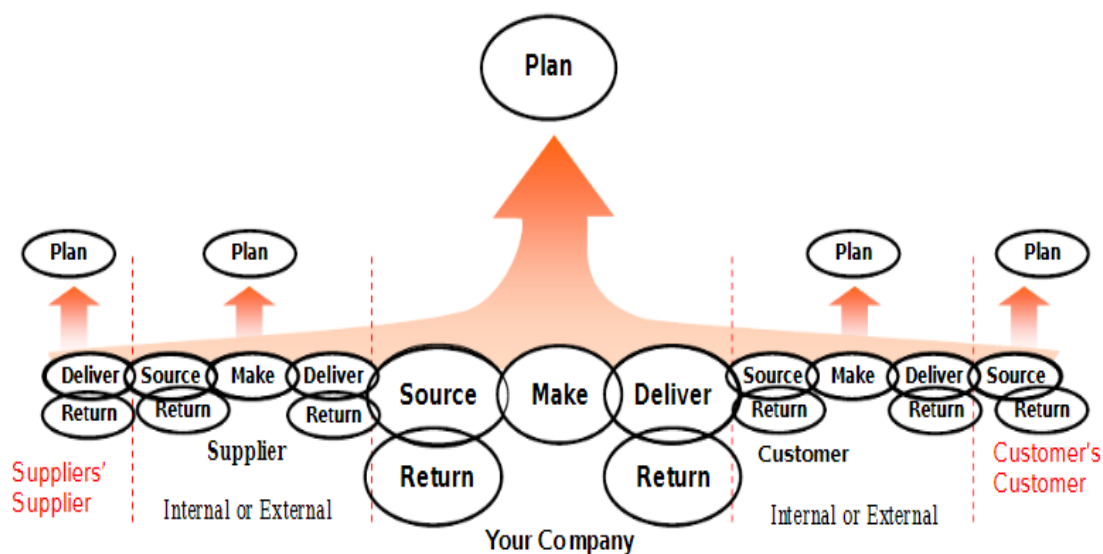 Plan
Plan
Plan
Plan
Plan
Deliver
Source
Make
Deliver
Source
Make
Deliver
Source
Make
Deliver
Source
Return
Return
Return
Return
Return
Return
Return
Return
Supplier
Customer
Suppliers'
Supplier
Customer's
Customer
Internal or External
Internal or External
Your Company